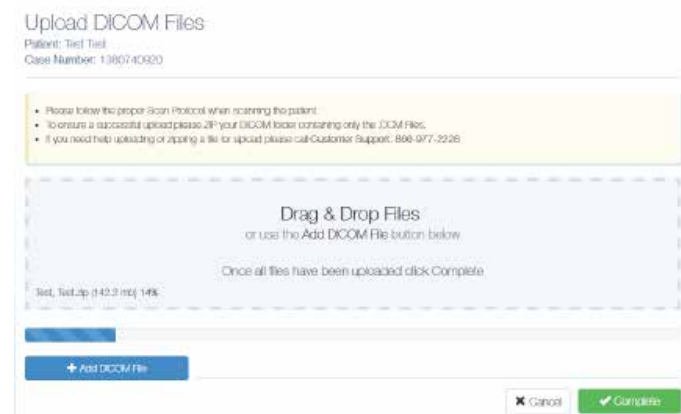 Upload DICOM Files
Patient: Test Test
Case Number: 1380740920
Please follow the proper Scan Protocol when scanning the patient.
To ensure a successful upload please ZIP your DICOM folder containing only the .DCM Files.
If you need help uploading or zipping a file for upload please call Customer Support: 866-977-2228
Drag & Drop Files
or use the Add DICOM File button below
Once all files have been uploaded click Complete
Test, Test.zip (142.2 mb) 14%
Add DICOM File
Cancel
Complete